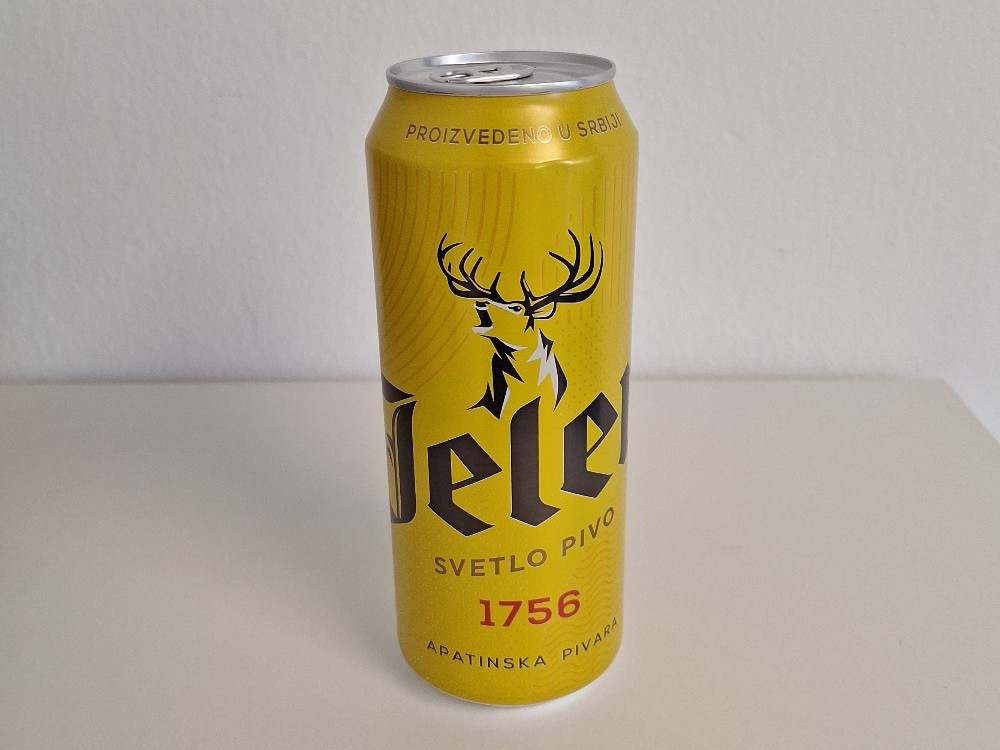 PROIZVEDENO U SRBIJI
Jelen
SVETLO PIVO
1756
APATINSKA PIVARA